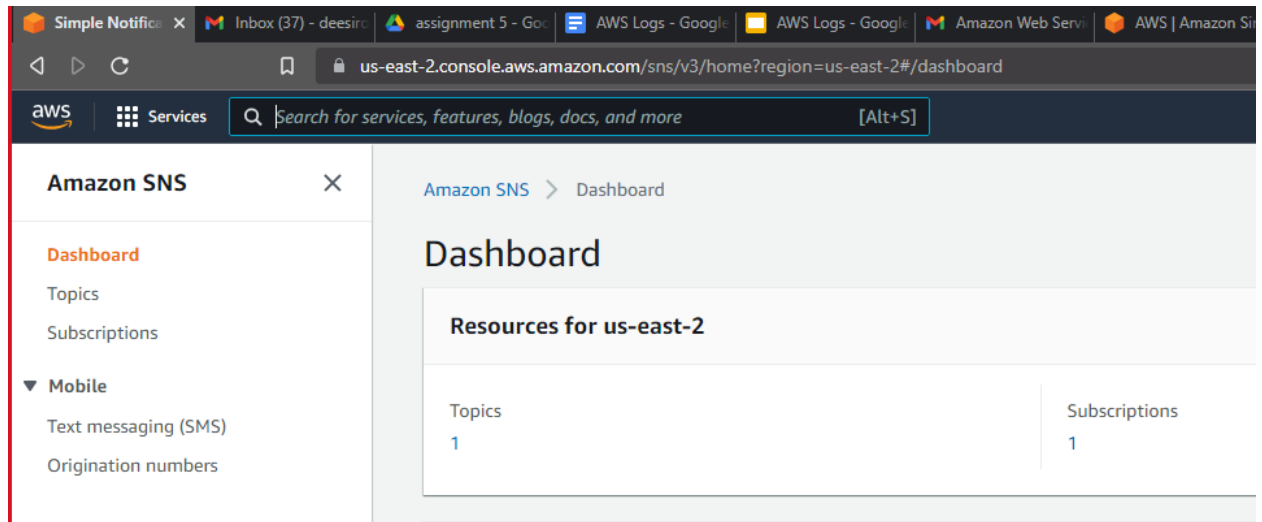 Simple Notifica
Inbox (37) - deesiro
assignment 5 - Goo
AWS Logs - Google
AWS Logs - Google
Amazon Web Servi
AWS | Amazon Sir
us-east-2.console.aws.amazon.com/sns/v3/home?region=us-east-2#/dashboard
aws
Services
Search for services, features, blogs, docs, and more
[Alt+S]
Amazon SNS
Dashboard
Topics
Subscriptions
Mobile
Text messaging (SMS)
Origination numbers
Amazon SNS
Dashboard
Dashboard
Resources for us-east-2
Topics
1
Subscriptions
1